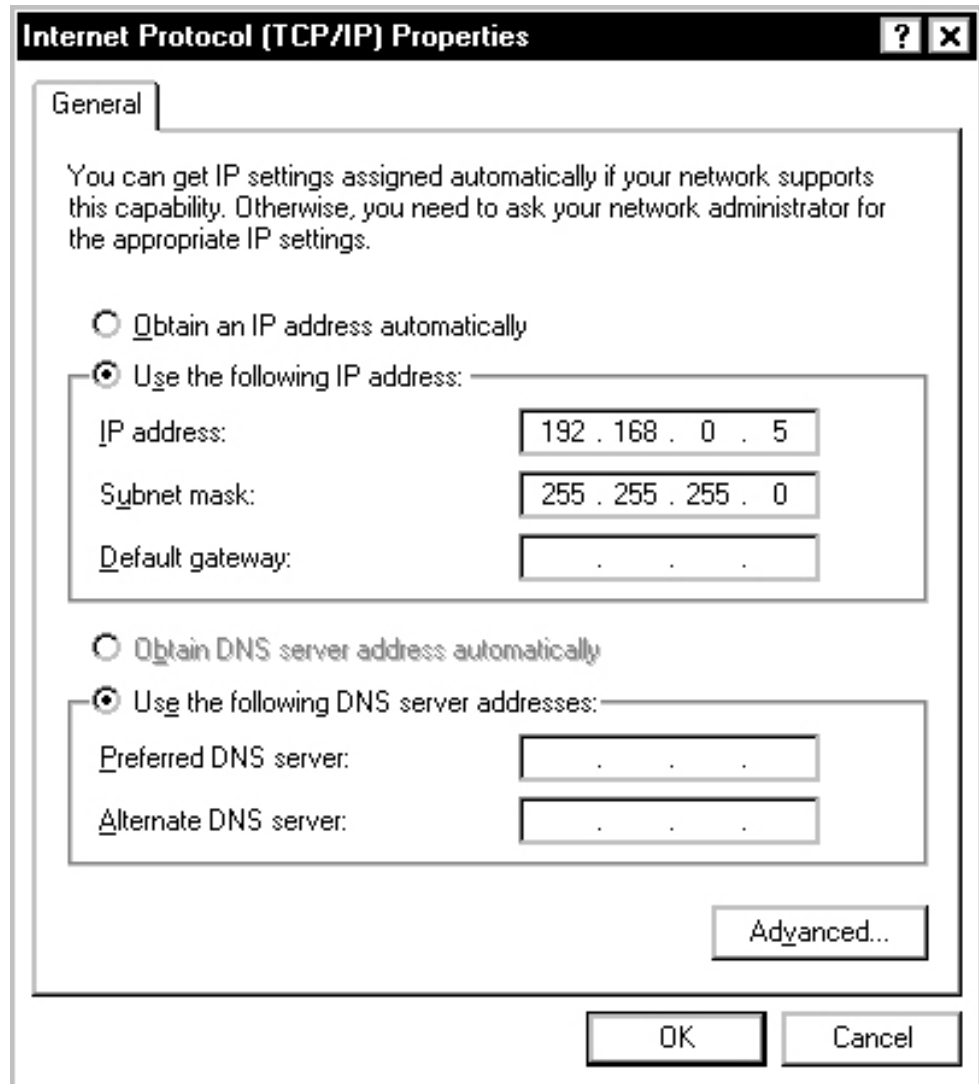 Internet Protocol (TCP/IP) Properties
General
You can get IP settings assigned automatically if your network supports
this capability. Otherwise, you need to ask your network administrator for
the appropriate IP settings.
Obtain an IP address automatically
Use the following IP address:
IP address: 192 . 168 . 0 . 5
Subnet mask: 255 . 255 . 255 . 0
Default gateway: . . .
Obtain DNS server address automatically
Use the following DNS server addresses:
Preferred DNS server: . . .
Alternate DNS server: . . .
Advanced...
OK Cancel